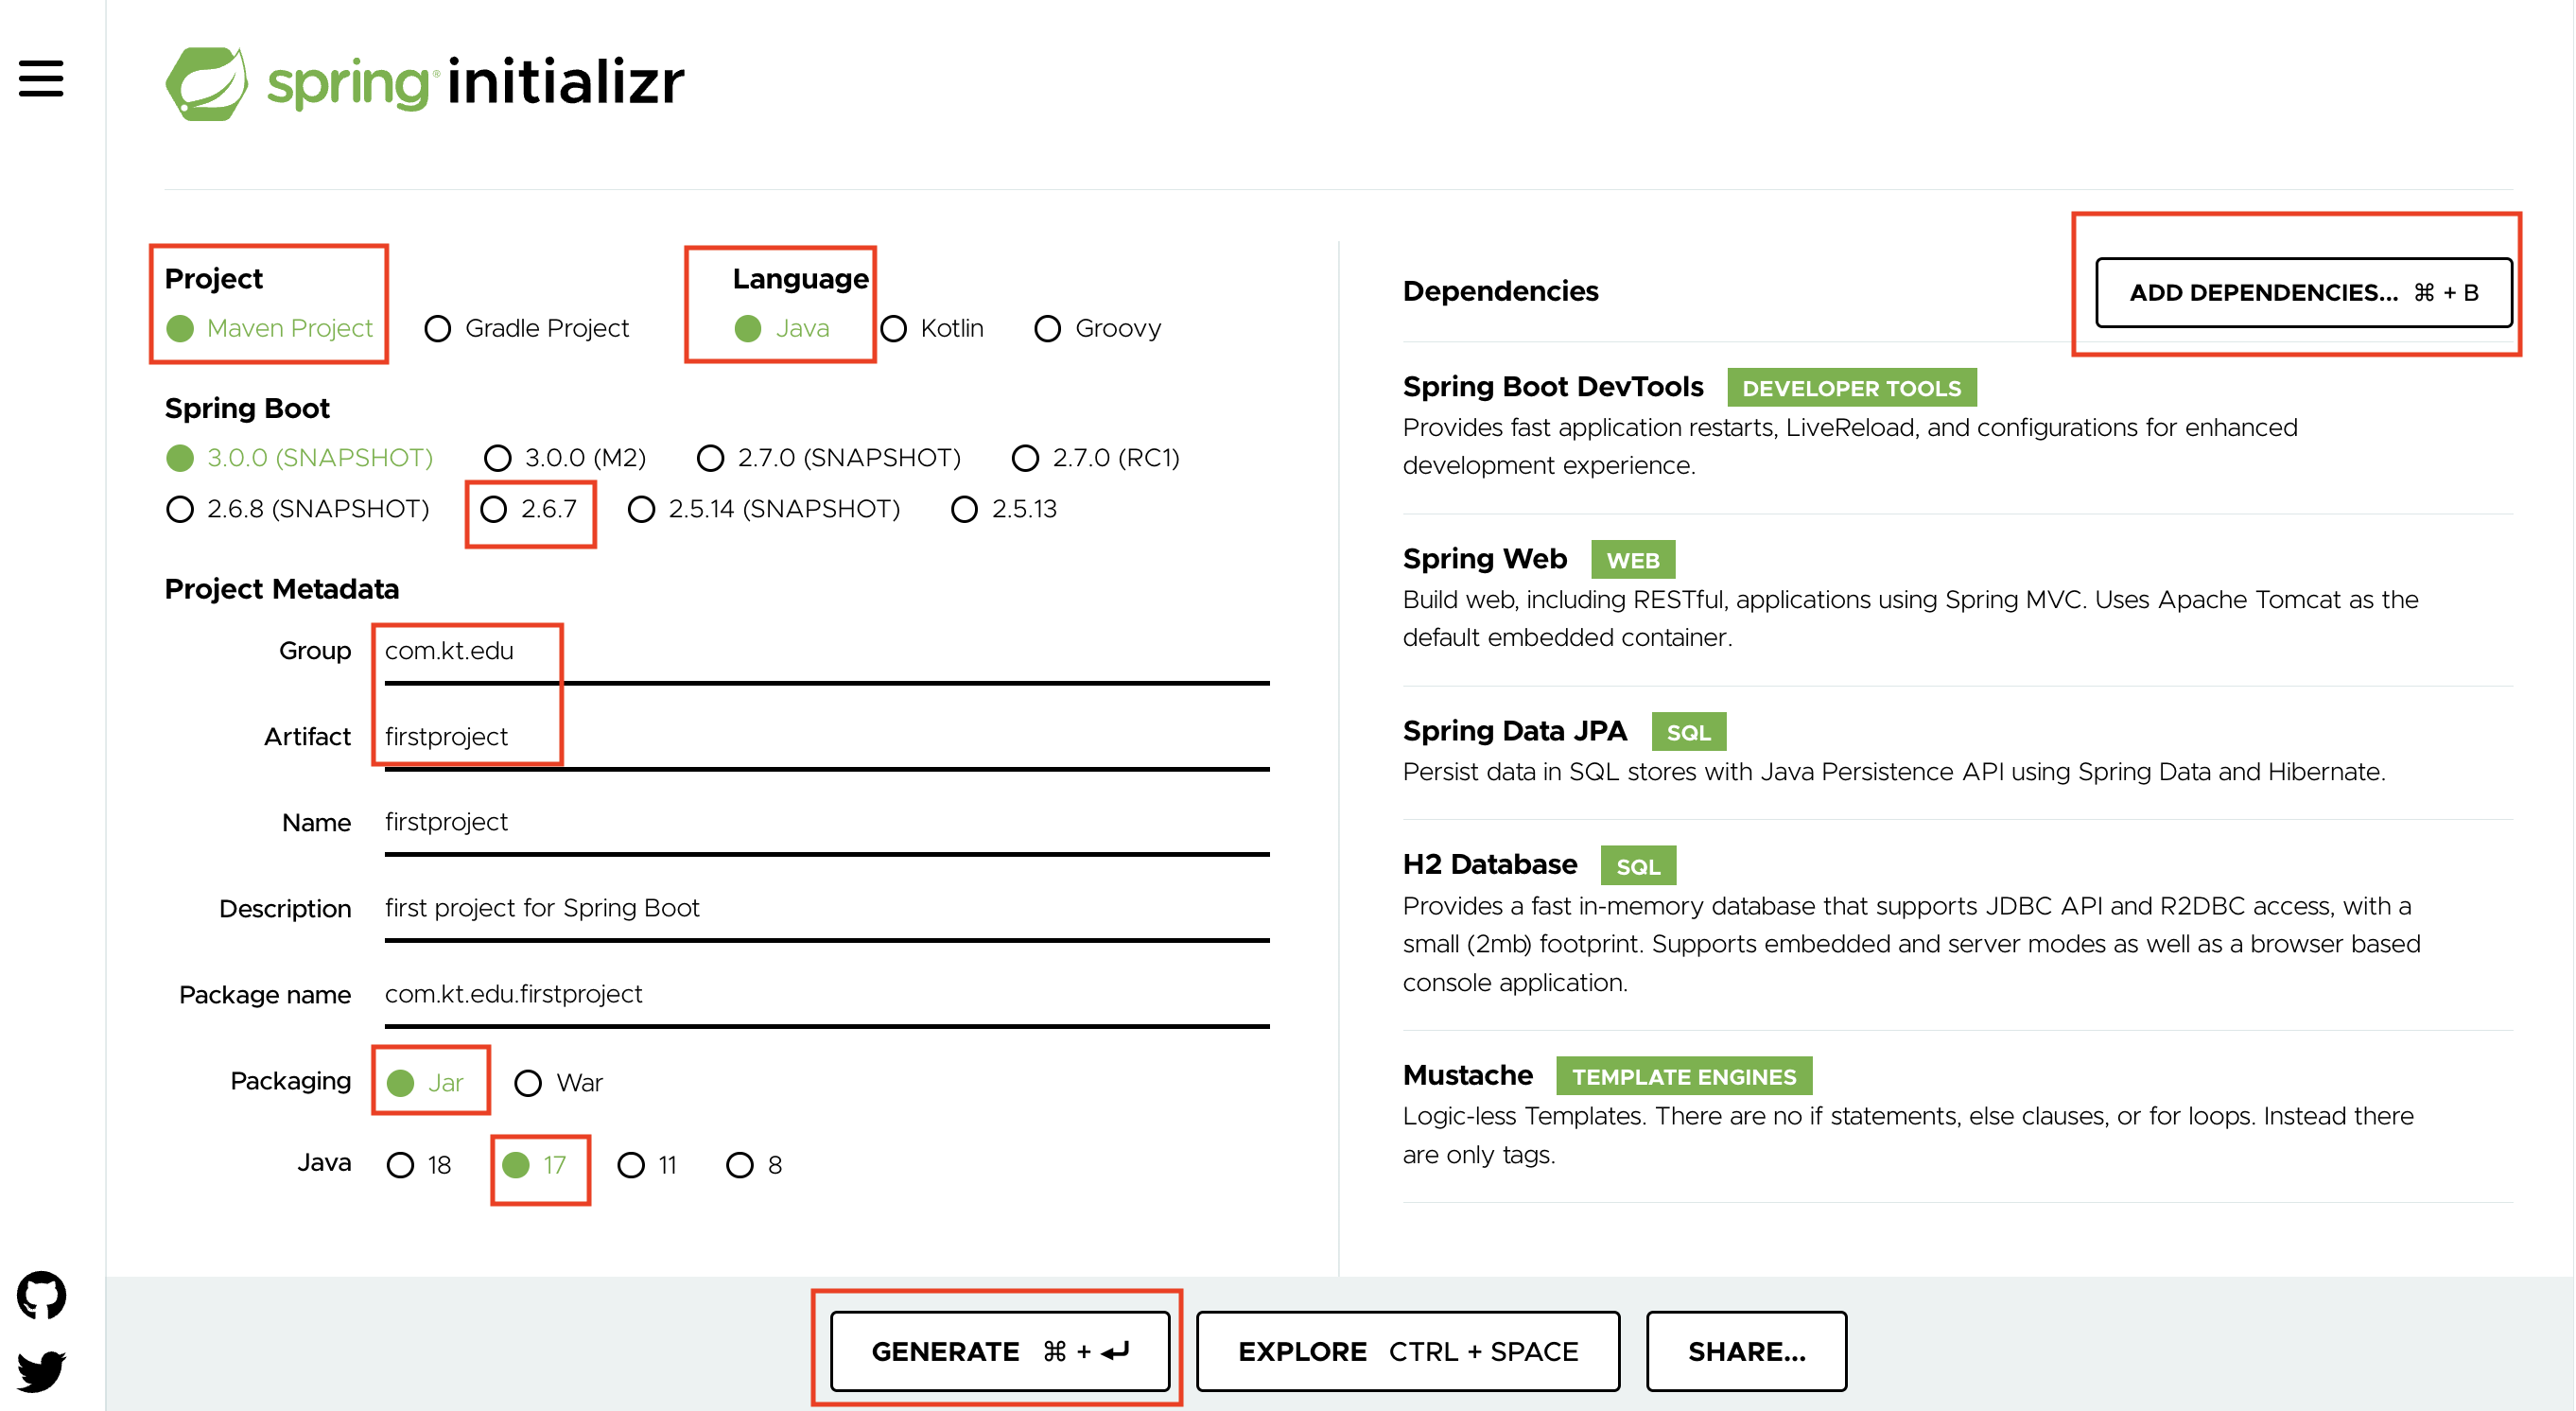 spring initializr
Project
Maven Project Gradle Project
Language
Java Kotlin Groovy
Spring Boot
3.0.0 (SNAPSHOT) 3.0.0 (M2) 2.7.0 (SNAPSHOT) 2.7.0 (RC1)
2.6.8 (SNAPSHOT) 2.6.7 2.5.14 (SNAPSHOT) 2.5.13
Project Metadata
Group com.kt.edu
Artifact firstproject
Name firstproject
Description first project for Spring Boot
Package name com.kt.edu.firstproject
Packaging Jar War
Java 18 17 11 8
Dependencies
ADD DEPENDENCIES... ⌘ + B
Spring Boot DevTools DEVELOPER TOOLS
Provides fast application restarts, LiveReload, and configurations for enhanced
development experience.
Spring Web WEB
Build web, including RESTful, applications using Spring MVC. Uses Apache Tomcat as the
default embedded container.
Spring Data JPA SQL
Persist data in SQL stores with Java Persistence API using Spring Data and Hibernate.
H2 Database SQL
Provides a fast in-memory database that supports JDBC API and R2DBC access, with a
small (2mb) footprint. Supports embedded and server modes as well as a browser based
console application.
Mustache TEMPLATE ENGINES
Logic-less Templates. There are no if statements, else clauses, or for loops. Instead there
are only tags.
GENERATE ⌘ + ⏎
EXPLORE CTRL + SPACE
SHARE...